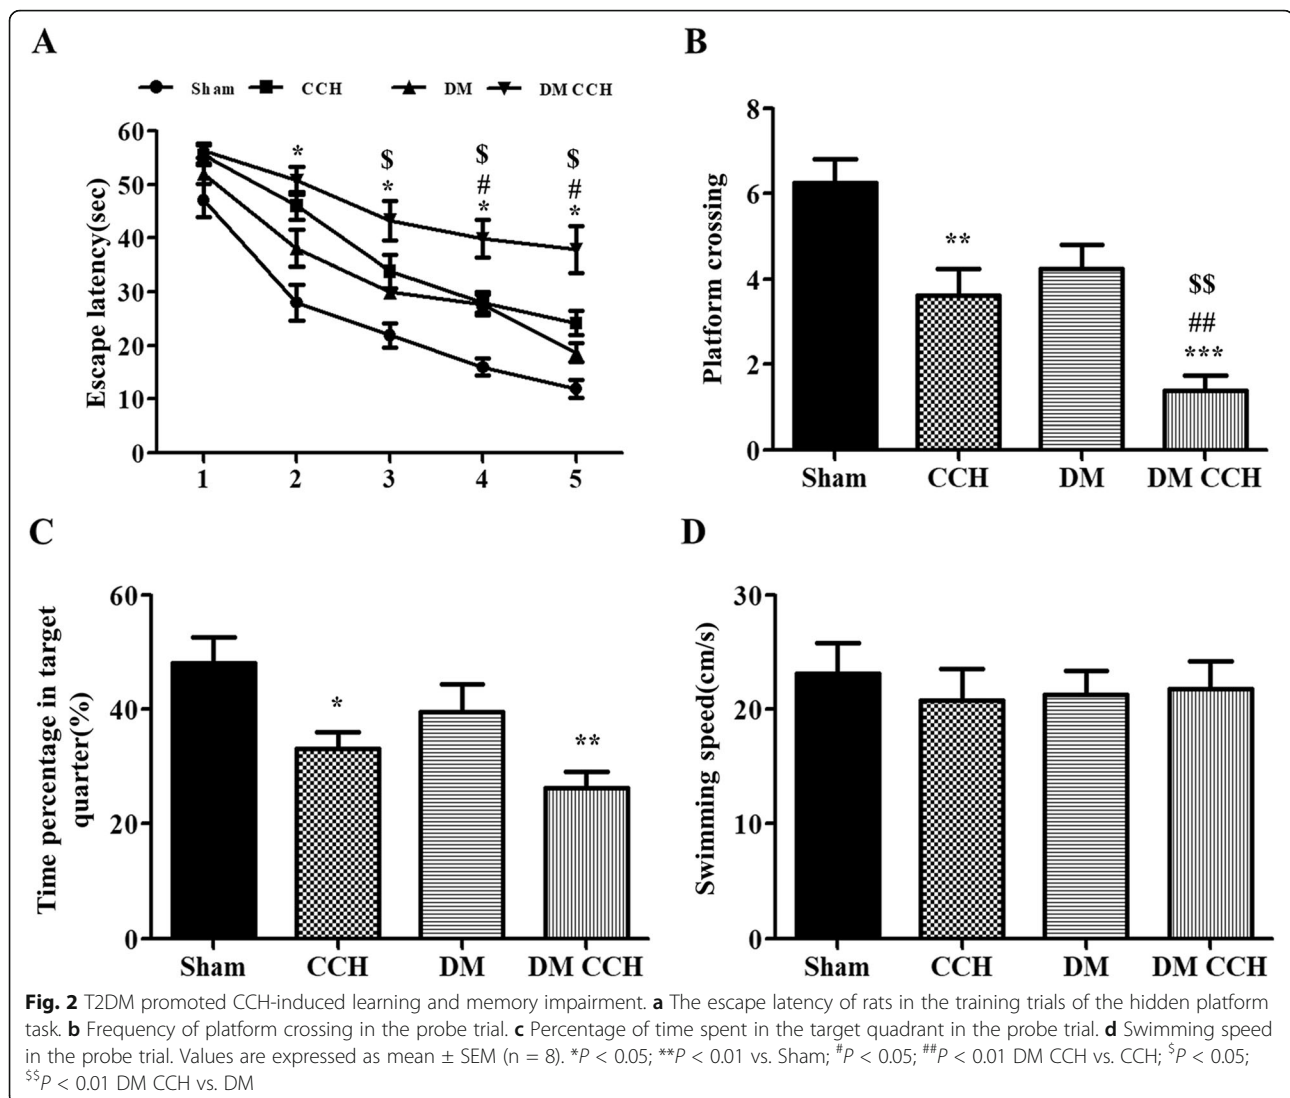 A
Sham CCH DM DM CCH
Escape latency(sec)
60
50
40
30
20
10
0
1 2 3 4 5
*
$
*
$
#
*
$
#
*
B
Platform crossing
8
6
4
2
0
**
$$
##
***
Sham CCH DM DM CCH
C
Time percentage in target
quarter(%)
60
40
20
0
*
**
Sham CCH DM DM CCH
D
Swimming speed(cm/s)
30
20
10
0
Sham CCH DM DM CCH
Fig. 2 T2DM promoted CCH-induced learning and memory impairment. a The escape latency of rats in the training trials of the hidden platform
task. b Frequency of platform crossing in the probe trial. c Percentage of time spent in the target quadrant in the probe trial. d Swimming speed
in the probe trial. Values are expressed as mean ± SEM (n = 8). *P < 0.05; **P < 0.01 vs. Sham; #P < 0.05; ##P < 0.01 DM CCH vs. CCH; $P < 0.05;
$$P < 0.01 DM CCH vs. DM